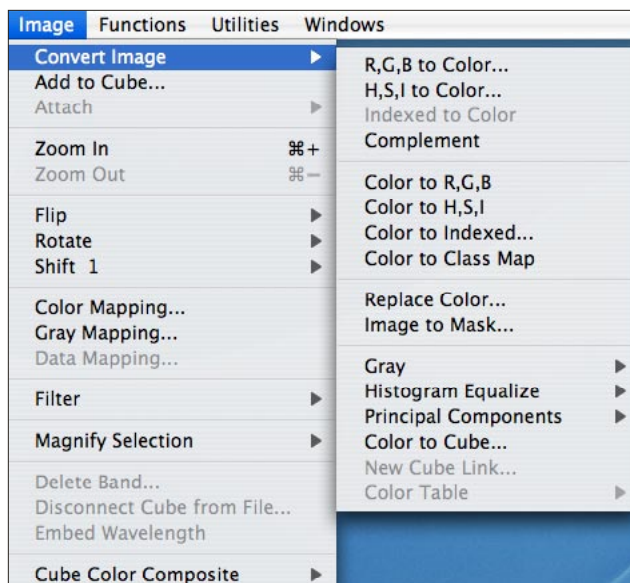 Image Functions Utilities Windows
Convert Image
Add to Cube...
Attach
Zoom In ⌘+
Zoom Out ⌘−
Flip
Rotate
Shift 1
Color Mapping...
Gray Mapping...
Data Mapping...
Filter
Magnify Selection
Delete Band...
Disconnect Cube from File...
Embed Wavelength
Cube Color Composite
R,G,B to Color...
H,S,I to Color...
Indexed to Color
Complement
Color to R,G,B
Color to H,S,I
Color to Indexed...
Color to Class Map
Replace Color...
Image to Mask...
Gray
Histogram Equalize
Principal Components
Color to Cube...
New Cube Link...
Color Table